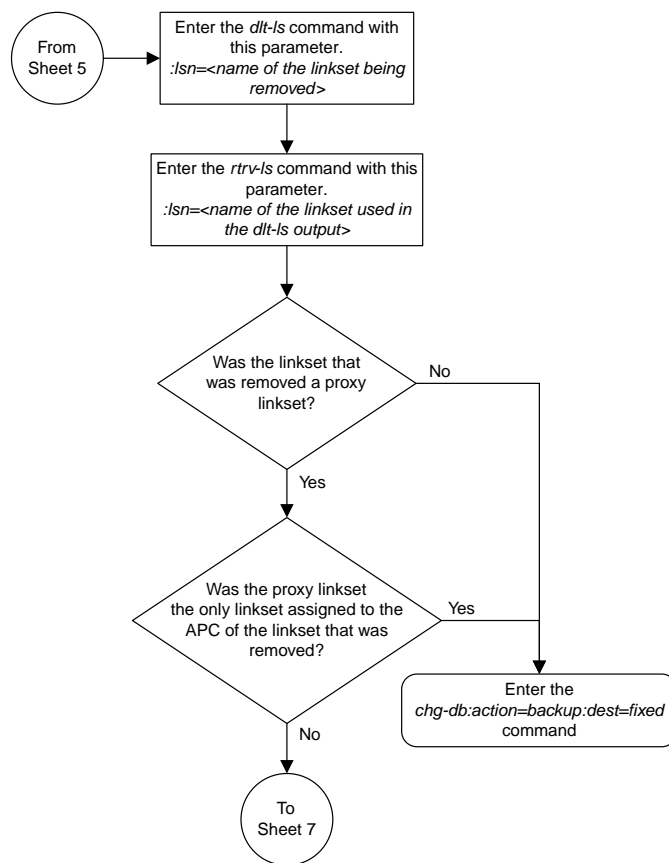 From
Sheet 5
Enter the dlt-ls command with
this parameter.
:lsn=<name of the linkset being
removed>
Enter the rtrv-ls command with this
parameter.
:lsn=<name of the linkset used in
the dlt-ls output>
Was the linkset that
was removed a proxy
linkset?
No
Yes
Was the proxy linkset
the only linkset assigned to the
APC of the linkset that was
removed?
Yes
No
Enter the
chg-db:action=backup:dest=fixed
command
To
Sheet 7